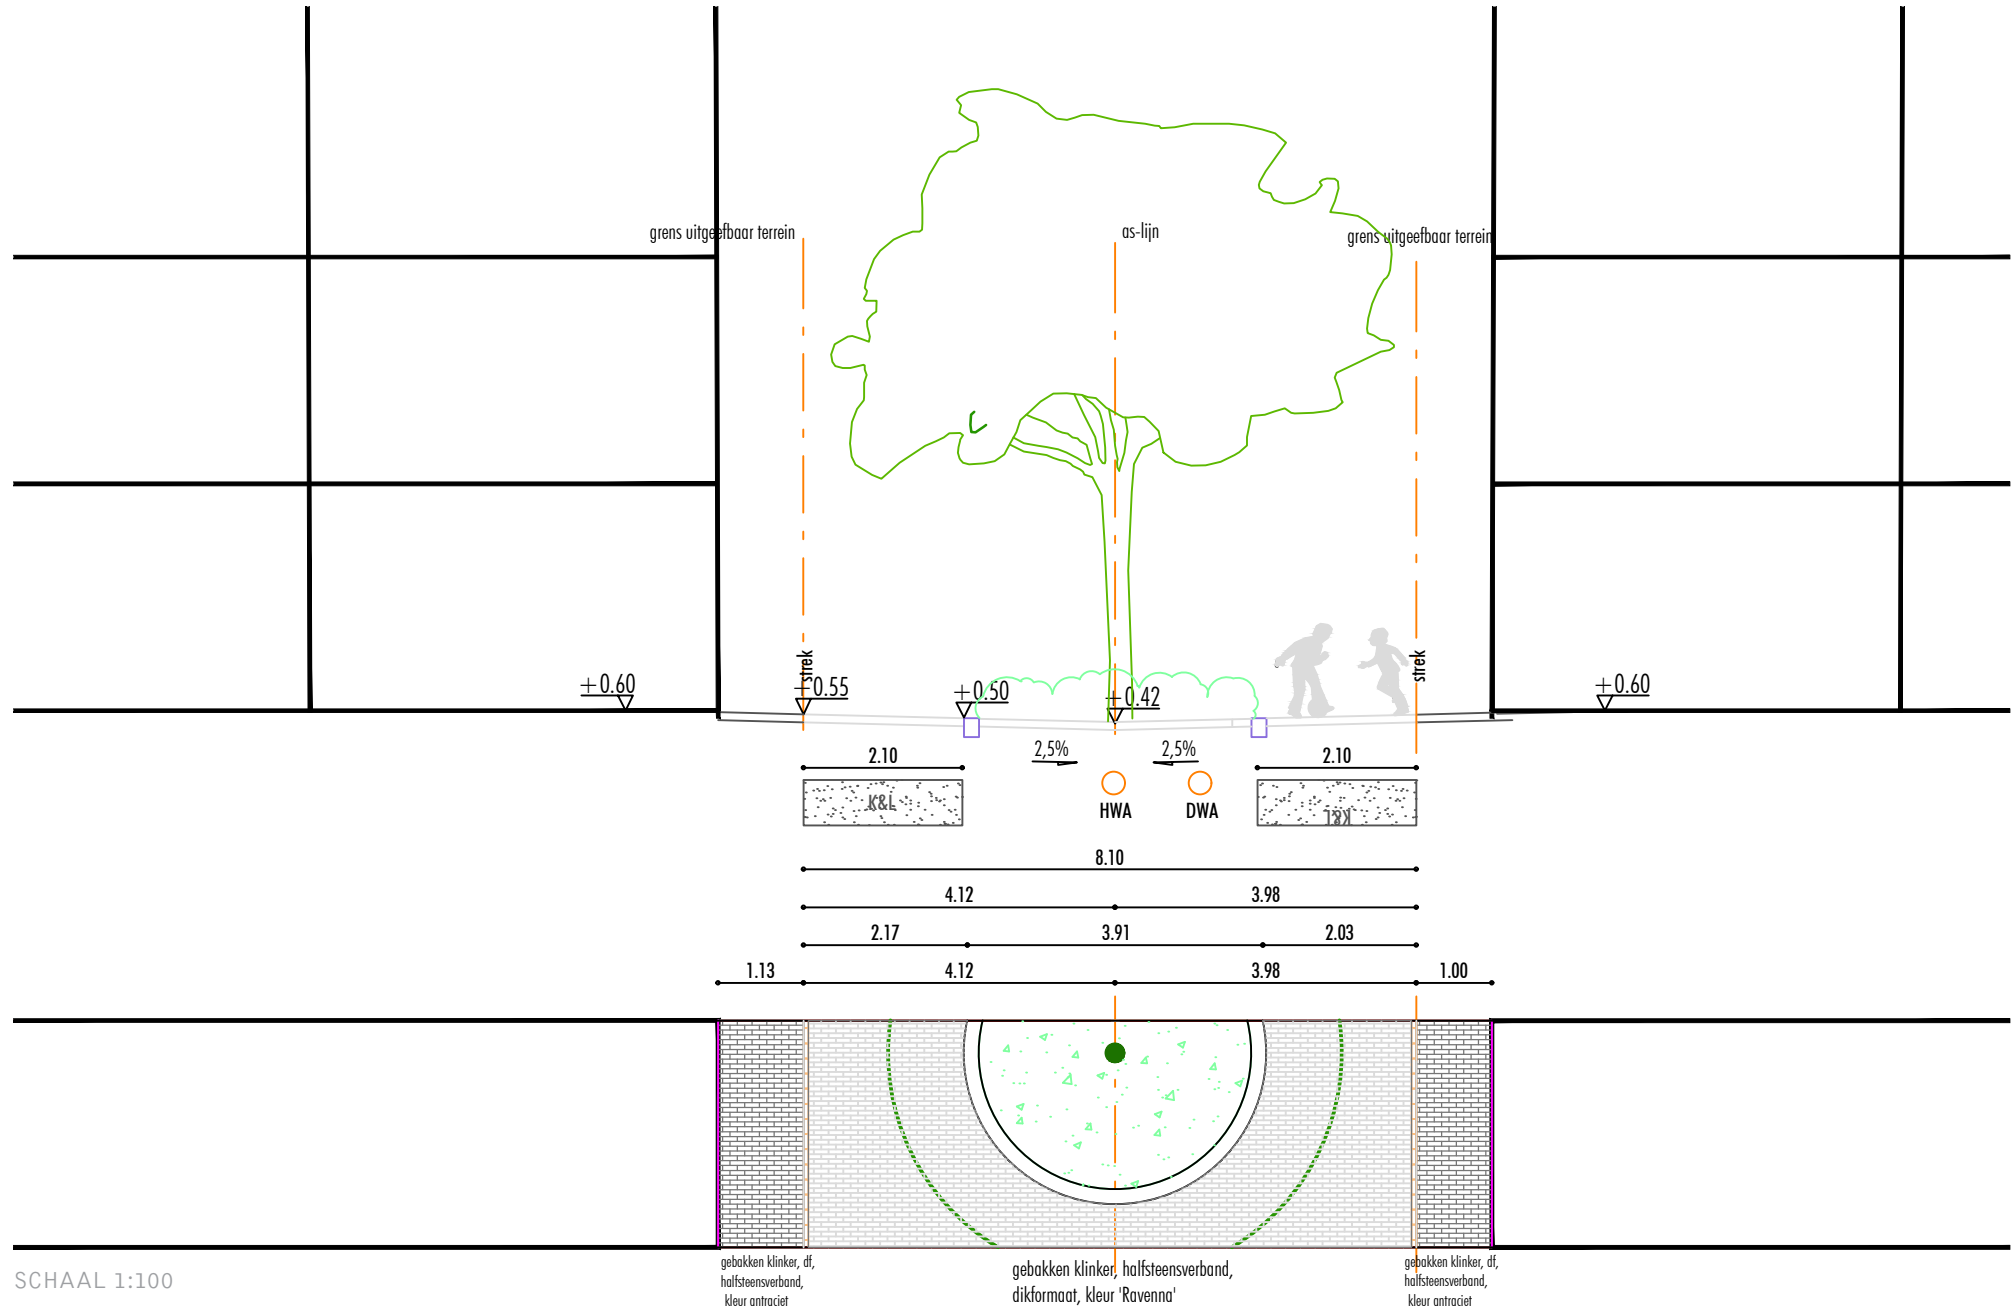 grens uitgeefbaar terrein
as-lijn
grens uitgeefbaar terrein
strek
strek
+0.60
+0.55
+0.50
+0.42
+0.60
2.10
2,5%
2,5%
2.10
K&L
HWA
DWA
K&L
8.10
4.12
3.98
2.17
3.91
2.03
1.13
4.12
3.98
1.00
gebakken klinker, df,
halfsteensverband,
kleur antraciet
gebakken klinker, halfsteensverband,
dikformaat, kleur 'Ravenna'
gebakken klinker, df,
halfsteensverband,
kleur antraciet
SCHAAL 1:100